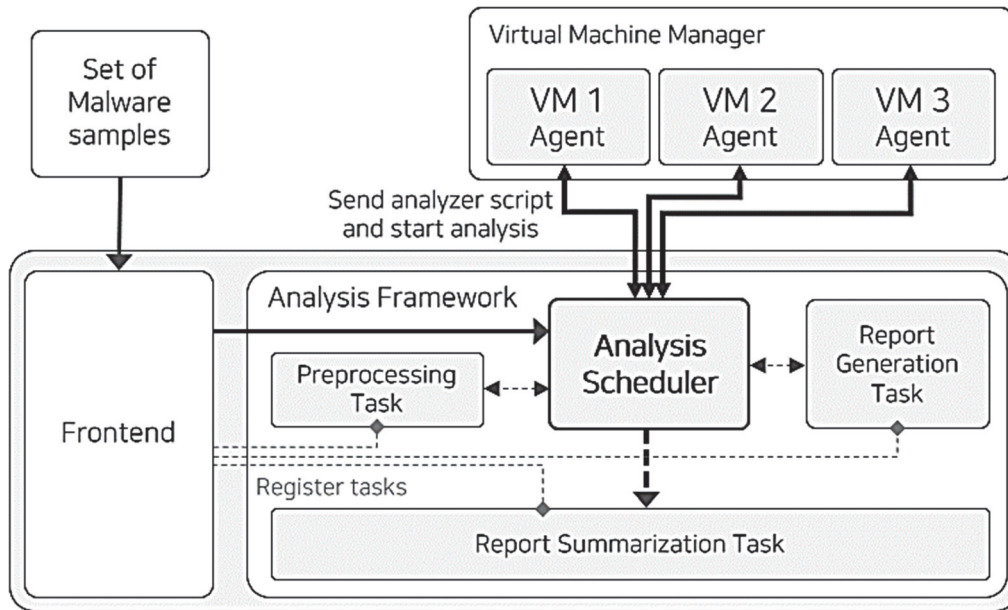 Set of
Malware
samples
Virtual Machine Manager
VM 1
Agent
VM 2
Agent
VM 3
Agent
Send analyzer script
and start analysis
Frontend
Analysis Framework
Preprocessing
Task
Analysis
Scheduler
Report
Generation
Task
Register tasks
Report Summarization Task